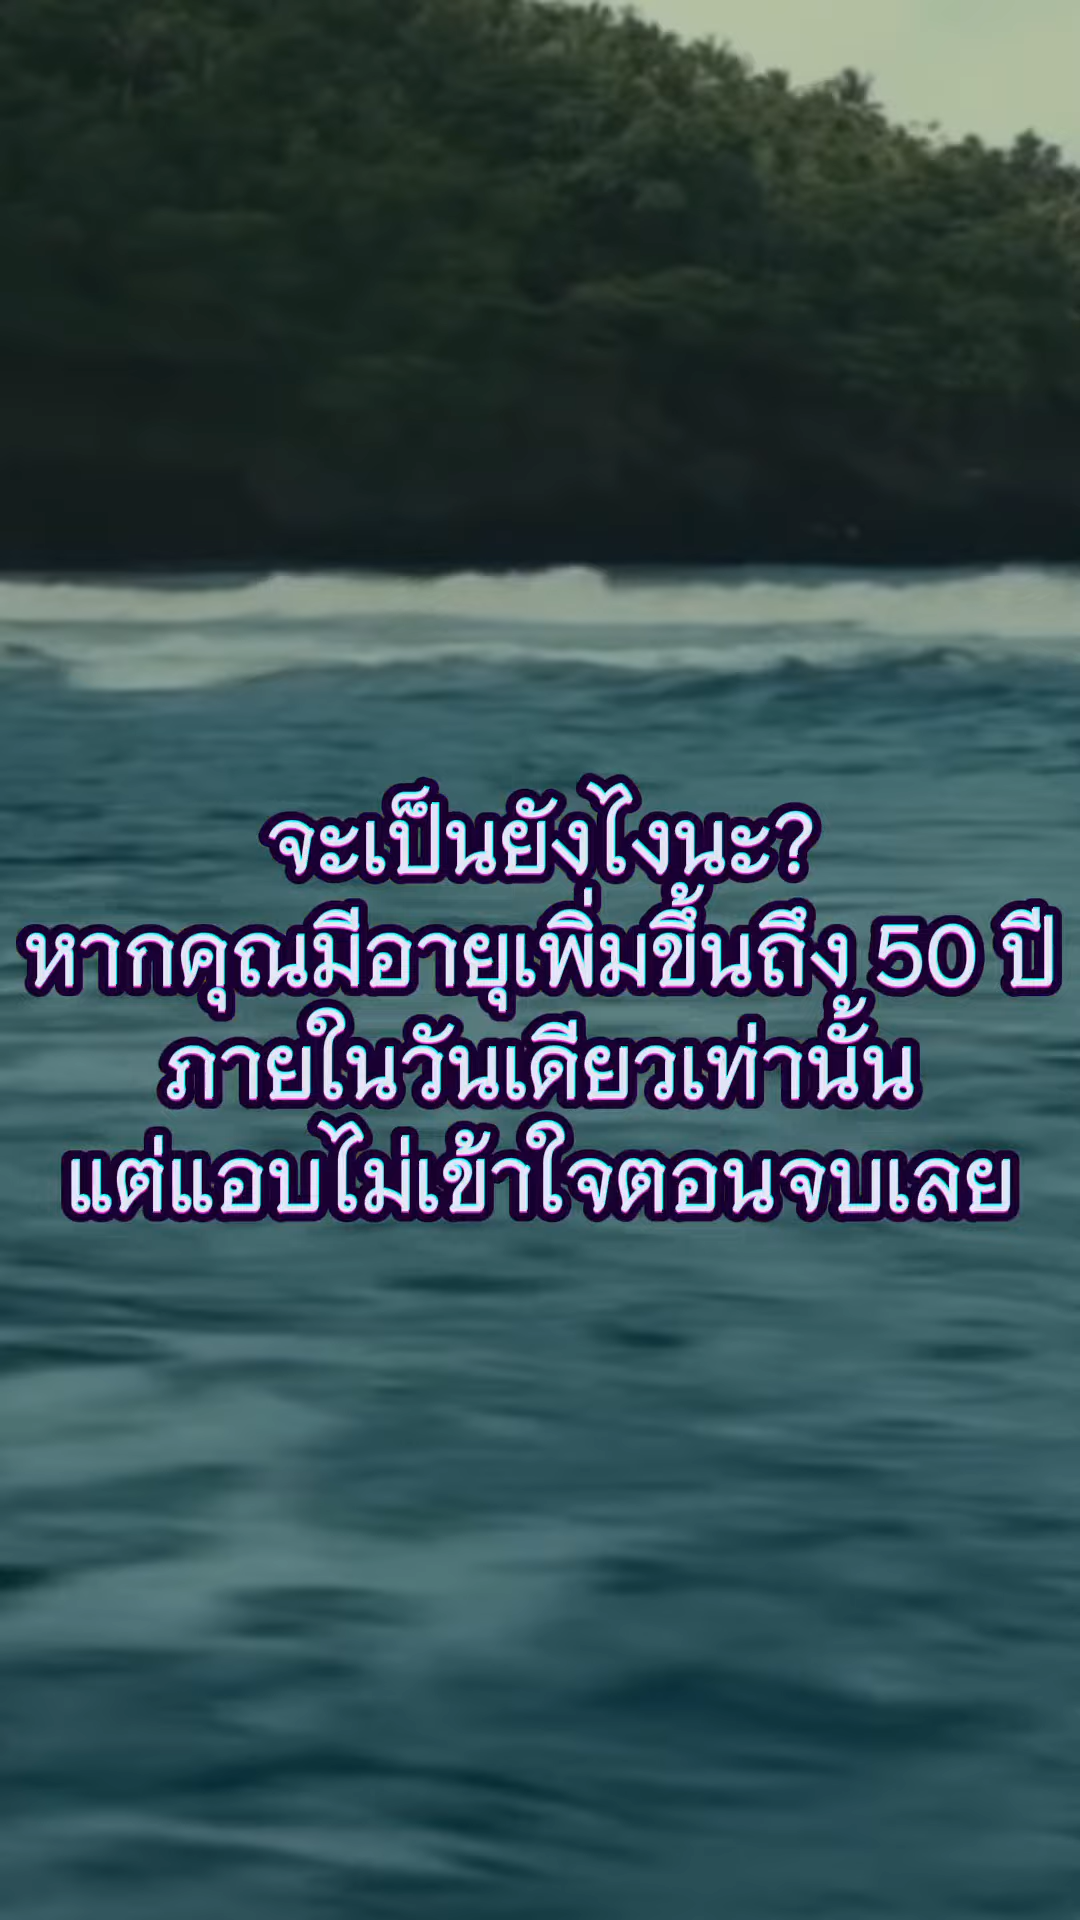 จะเป็นยังไงนะ?
หากคุณมีอายุเพิ่มขึ้นถึง 50 ปี
ภายในวันเดียวเท่านั้น
แต่แอบไม่เข้าใจตอนจบเลย